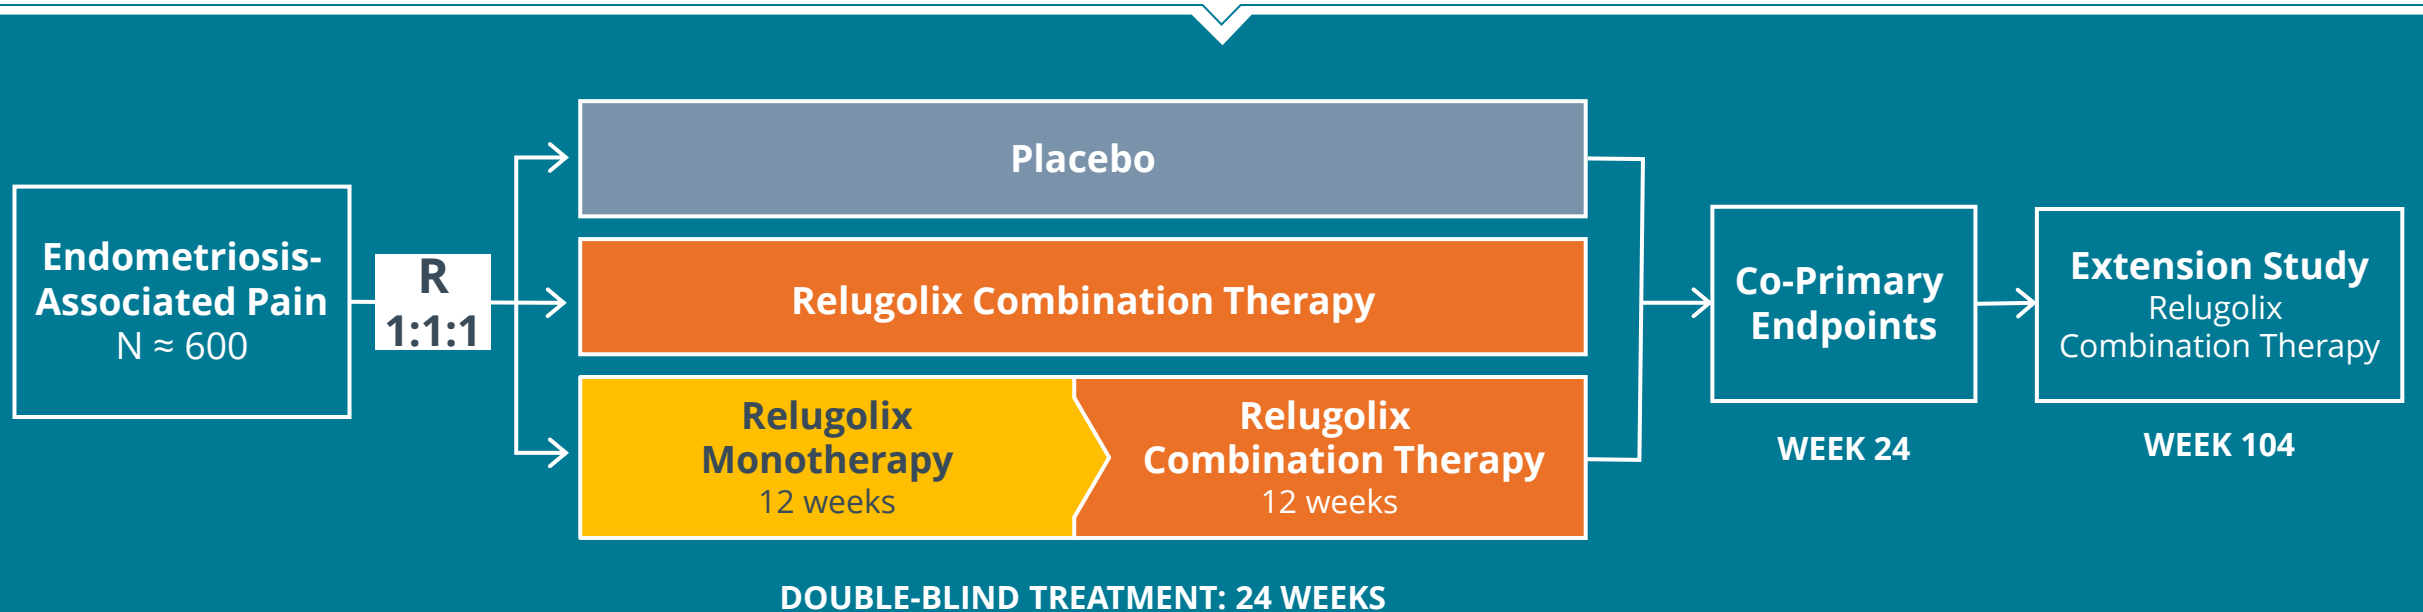 Endometriosis-
Associated Pain
N ≈ 600
R
1:1:1
Placebo
Relugolix Combination Therapy
Relugolix
Monotherapy
12 weeks
Relugolix
Combination Therapy
12 weeks
DOUBLE-BLIND TREATMENT: 24 WEEKS
Co-Primary
Endpoints
WEEK 24
Extension Study
Relugolix
Combination Therapy
WEEK 104